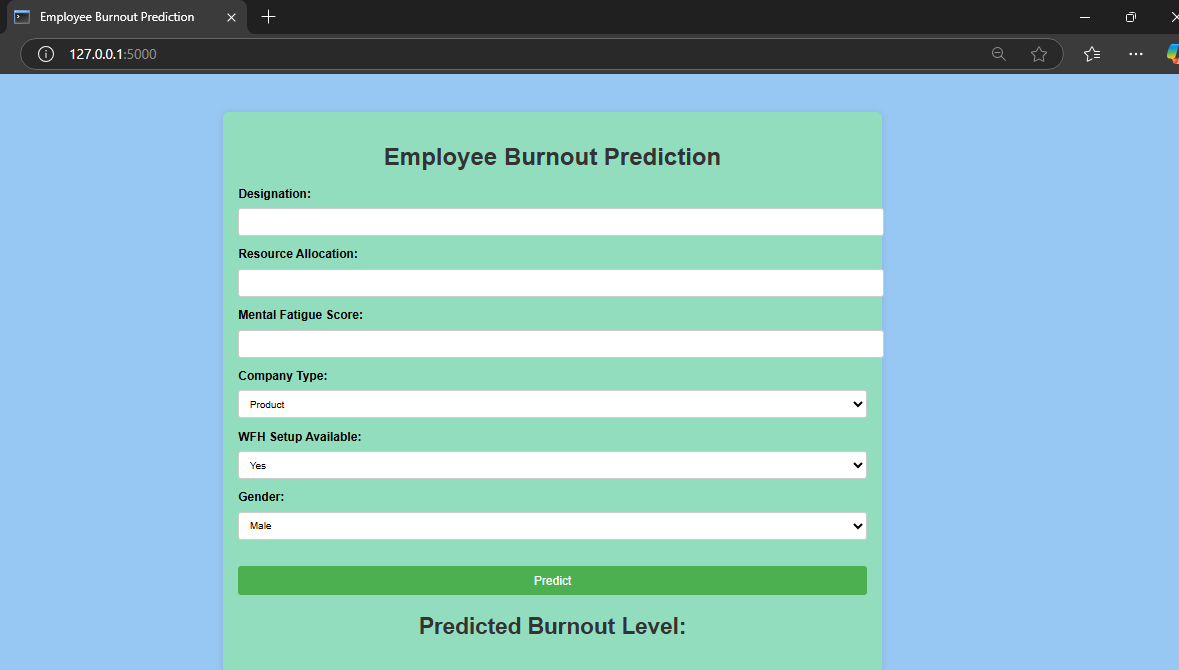 Employee Burnout Prediction
127.0.0.1:5000
Employee Burnout Prediction
Designation:
Resource Allocation:
Mental Fatigue Score:
Company Type:
Product
WFH Setup Available:
Yes
Gender:
Male
Predict
Predicted Burnout Level: